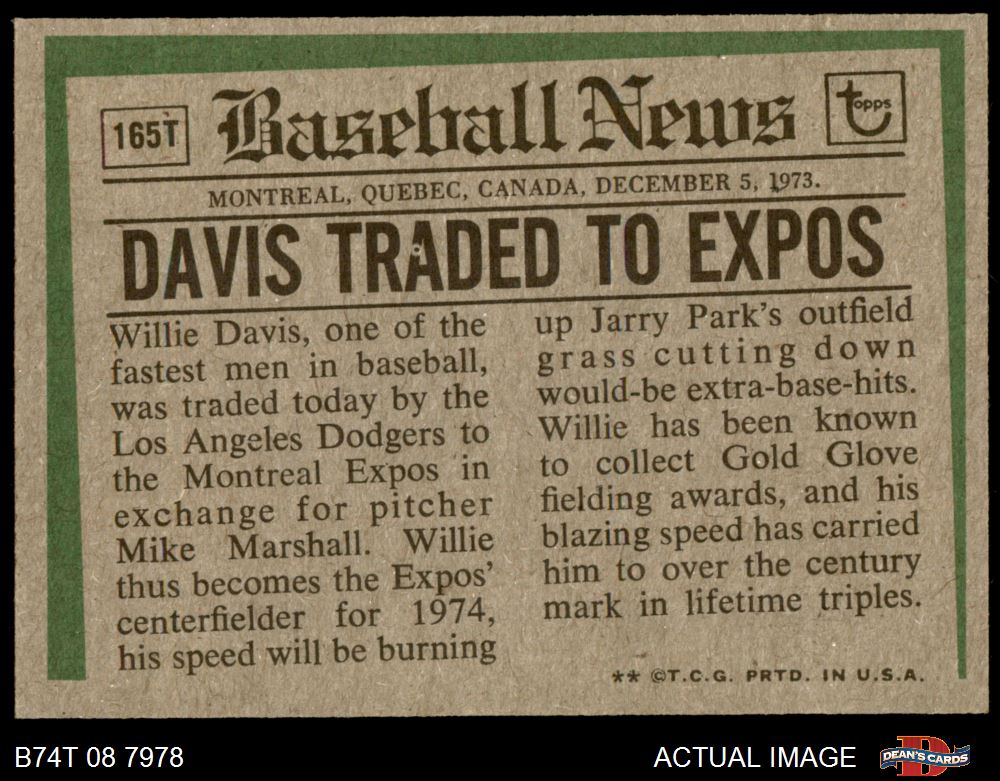 165T
Baseball News
Topps
MONTREAL, QUEBEC, CANADA, DECEMBER 5, 1973.
DAVIS TRADED TO EXPOS
Willie Davis, one of the
fastest men in baseball,
was traded today by the
Los Angeles Dodgers to
the Montreal Expos in
exchange for pitcher
Mike Marshall. Willie
thus becomes the Expos'
centerfielder for 1974,
his speed will be burning
up Jarry Park's outfield
grass cutting down
would-be extra-base-hits.
Willie has been known
to collect Gold Glove
fielding awards, and his
blazing speed has carried
him to over the century
mark in lifetime triples.
** ©T.C.G. PRTD. IN U.S.A.
B74T 08 7978
ACTUAL IMAGE
D
DEAN'S CARDS